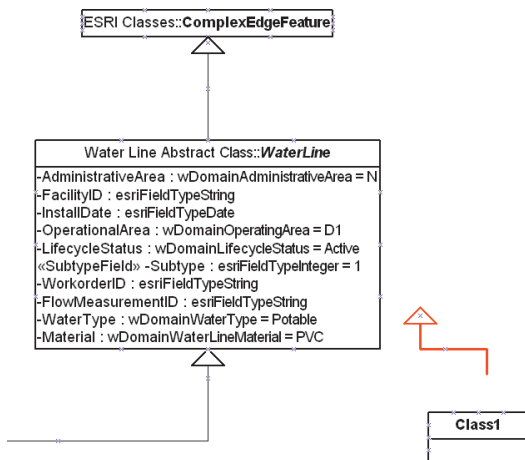 ESRI Classes::ComplexEdgeFeature
Water Line Abstract Class::WaterLine
-AdministrativeArea : wDomainAdministrativeArea = N
-FacilityID : esriFieldTypeString
-InstallDate : esriFieldTypeDate
-OperationalArea : wDomainOperatingArea = D1
-LifecycleStatus : wDomainLifecycleStatus = Active
«SubtypeField» -Subtype : esriFieldTypeInteger = 1
-WorkorderID : esriFieldTypeString
-FlowMeasurementID : esriFieldTypeString
-WaterType : wDomainWaterType = Potable
-Material : wDomainWaterLineMaterial = PVC
Class1